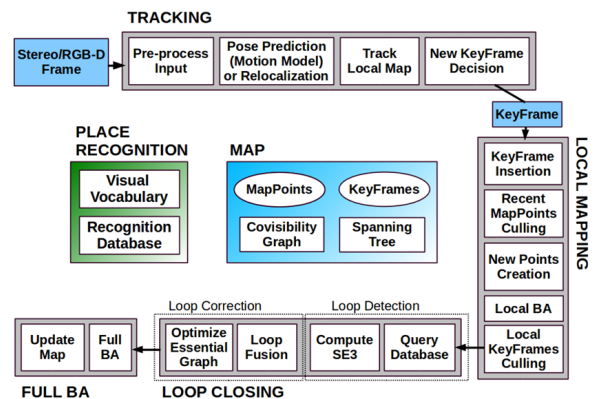 TRACKING
Stereo/RGB-D
Frame
Pre-process
Input
Pose Prediction
(Motion Model)
or Relocalization
Track
Local Map
New KeyFrame
Decision
KeyFrame
LOCAL MAPPING
KeyFrame
Insertion
Recent
MapPoints
Culling
New Points
Creation
Local BA
Local
KeyFrames
Culling
PLACE
RECOGNITION
Visual
Vocabulary
Recognition
Database
MAP
MapPoints
KeyFrames
Covisibility
Graph
Spanning
Tree
Loop Correction
Loop Detection
Optimize
Essential
Graph
Loop
Fusion
Compute
SE3
Query
Database
LOOP CLOSING
Update
Map
Full
BA
FULL BA